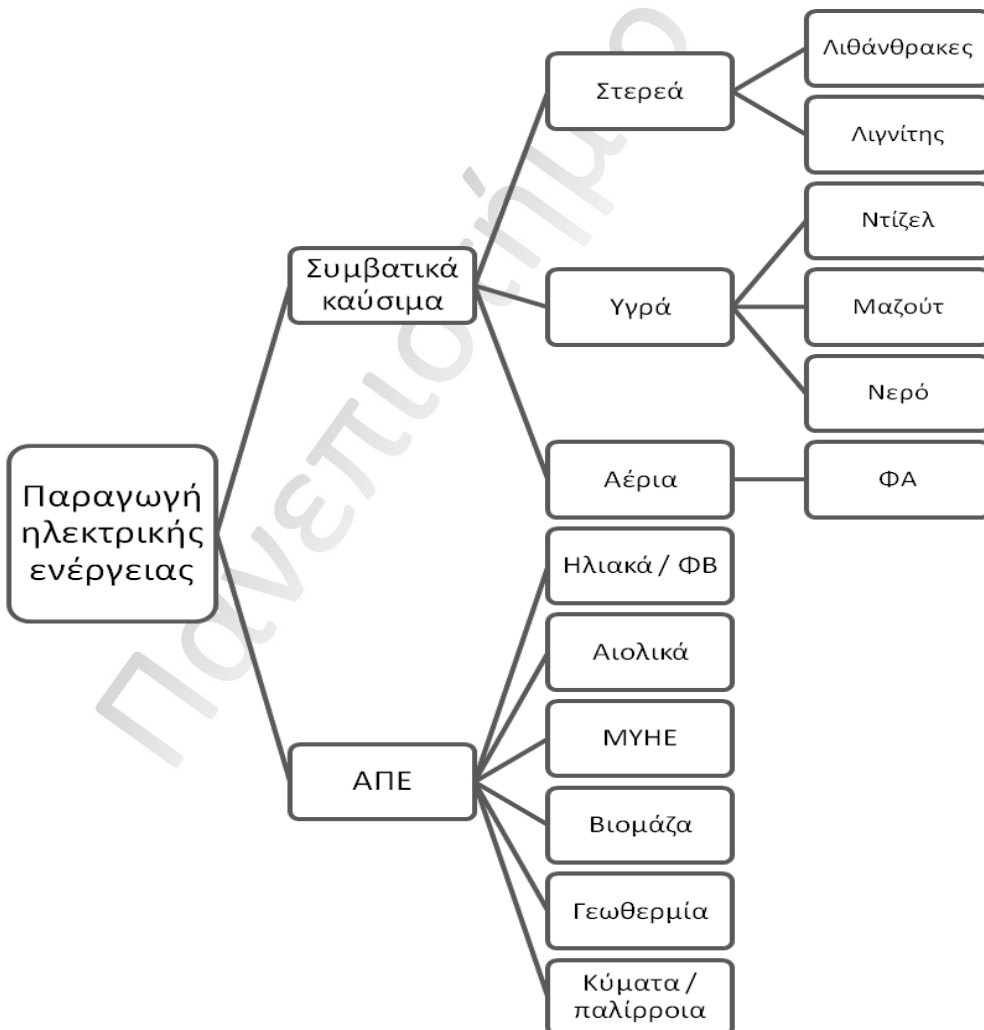 Παραγωγή
ηλεκτρικής
ενέργειας
Συμβατικά
καύσιμα
Στερεά
Λιθάνθρακες
Λιγνίτης
Υγρά
Ντίζελ
Μαζούτ
Νερό
Αέρια
ΦΑ
ΑΠΕ
Ηλιακά / ΦΒ
Αιολικά
ΜΥΗΕ
Βιομάζα
Γεωθερμία
Κύματα /
παλίρροια
Πανεπιστήμιο